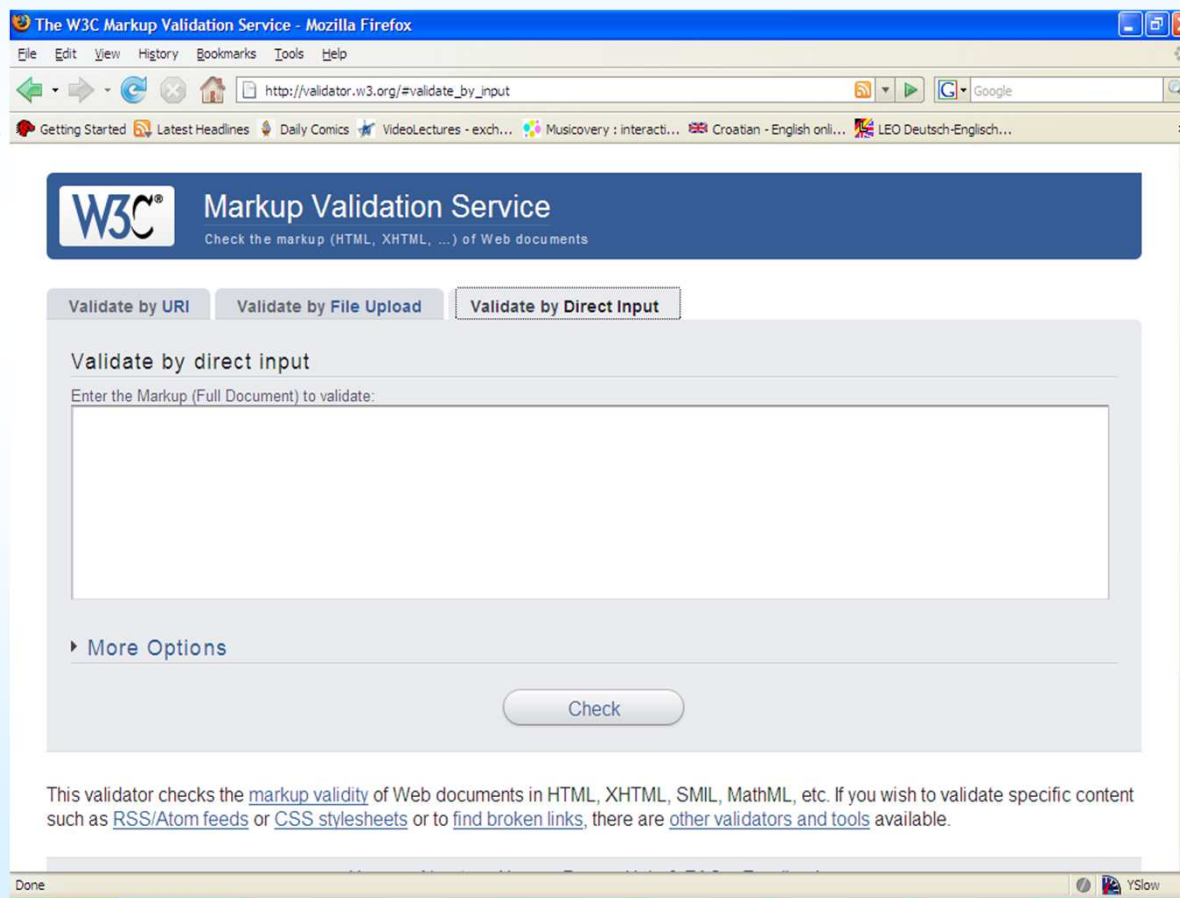 The W3C Markup Validation Service - Mozilla Firefox
File Edit View History Bookmarks Tools Help
http://validator.w3.org/#validate_by_input
G Google
Getting Started Latest Headlines Daily Comics VideoLectures - exch... Musicovery : interacti... Croatian - English onli... LEO Deutsch-Englisch...
W3C® Markup Validation Service
Check the markup (HTML, XHTML, ...) of Web documents
Validate by URI Validate by File Upload Validate by Direct Input
Validate by direct input
Enter the Markup (Full Document) to validate:
More Options
Check
This validator checks the markup validity of Web documents in HTML, XHTML, SMIL, MathML, etc. If you wish to validate specific content
such as RSS/Atom feeds or CSS stylesheets or to find broken links, there are other validators and tools available.
Done YSlow